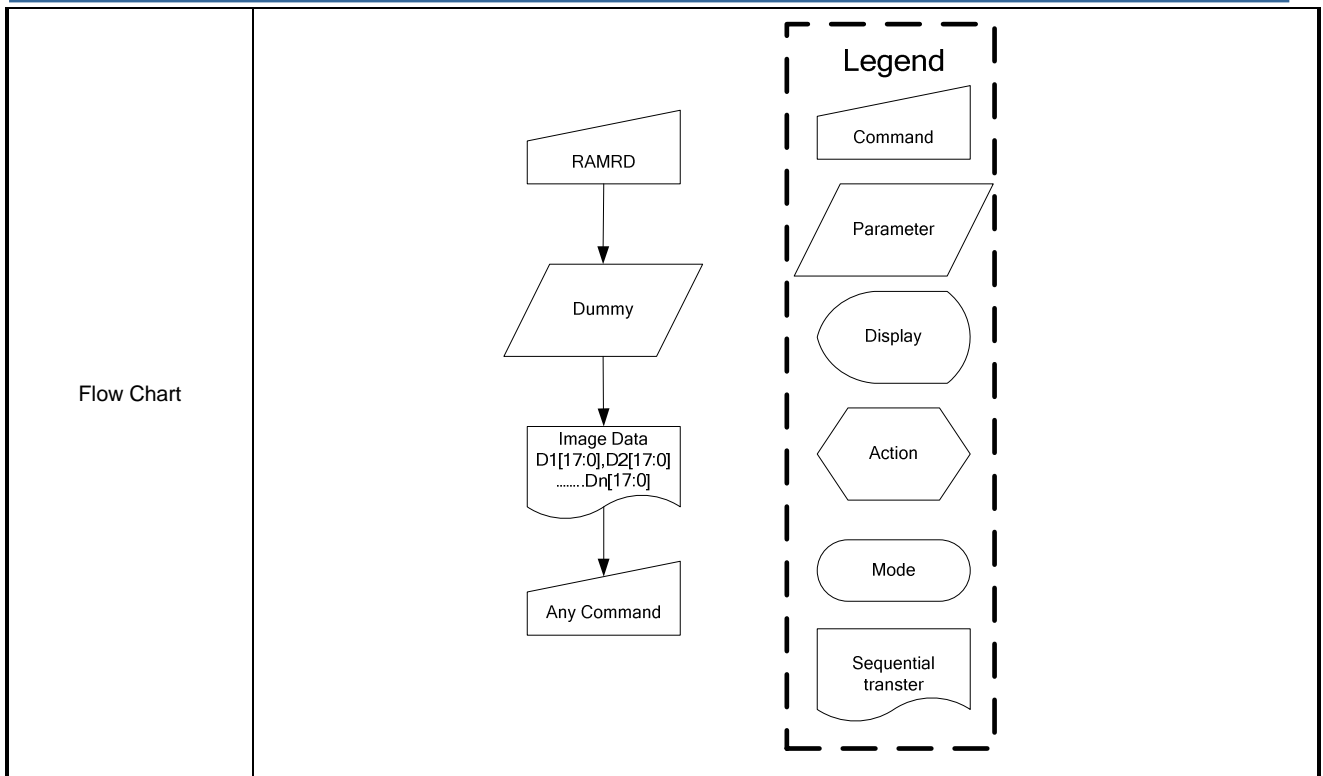 Flow Chart
RAMRD
Dummy
Image Data
D1[17:0],D2[17:0]
........Dn[17:0]
Any Command
Legend
Command
Parameter
Display
Action
Mode
Sequential
transter